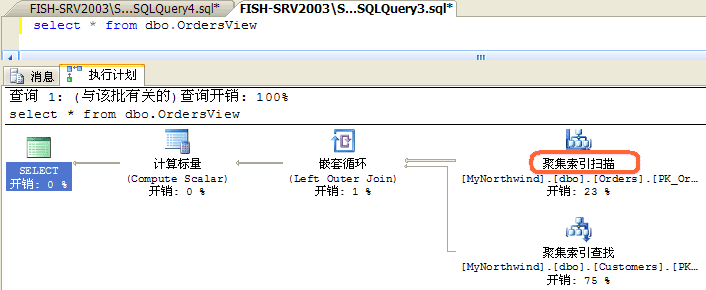 FISH-SRV2003\S...SQLQuery4.sql* FISH-SRV2003\S...SQLQuery3.sql*
select * from dbo.OrdersView
消息 执行计划
查询 1: (与该批有关的)查询开销: 100%
select * from dbo.OrdersView
SELECT
开销: 0 %
计算标量
(Compute Scalar)
开销: 0 %
嵌套循环
(Left Outer Join)
开销: 1 %
聚集索引扫描
[MyNorthwind].[dbo].[Orders].[PK_Or...
开销: 23 %
聚集索引查找
[MyNorthwind].[dbo].[Customers].[PK...
开销: 75 %